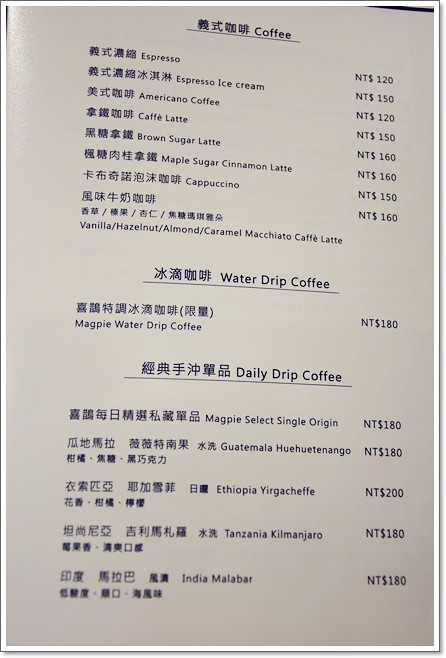 義式咖啡 Coffee
義式濃縮 Espresso NT$ 120
義式濃縮冰淇淋 Espresso Ice cream NT$ 150
美式咖啡 Americano Coffee NT$ 120
拿鐵咖啡 Caffè Latte NT$ 150
黑糖拿鐵 Brown Sugar Latte NT$ 160
楓糖肉桂拿鐵 Maple Sugar Cinnamon Latte NT$ 160
卡布奇諾泡沫咖啡 Cappuccino NT$ 150
風味牛奶咖啡 NT$ 160
香草 / 榛果 / 杏仁 / 焦糖瑪琪雅朵
Vanilla/Hazelnut/Almond/Caramel Macchiato Caffè Latte
冰滴咖啡 Water Drip Coffee
喜鵲特調冰滴咖啡(限量)
Magpie Water Drip Coffee NT$180
經典手沖單品 Daily Drip Coffee
喜鵲每日精選私藏單品 Magpie Select Single Origin NT$180
瓜地馬拉 薇薇特南果 水洗 Guatemala Huehuetenango NT$180
柑橘、焦糖、黑巧克力
衣索匹亞 耶加雪菲 日曬 Ethiopia Yirgacheffe NT$200
花香、柑橘、檸檬
坦尚尼亞 吉利馬札羅 水洗 Tanzania Kilmanjaro NT$180
莓果香、清爽口感
印度 馬拉巴 風漬 India Malabar NT$180
低酸度、順口、海風味